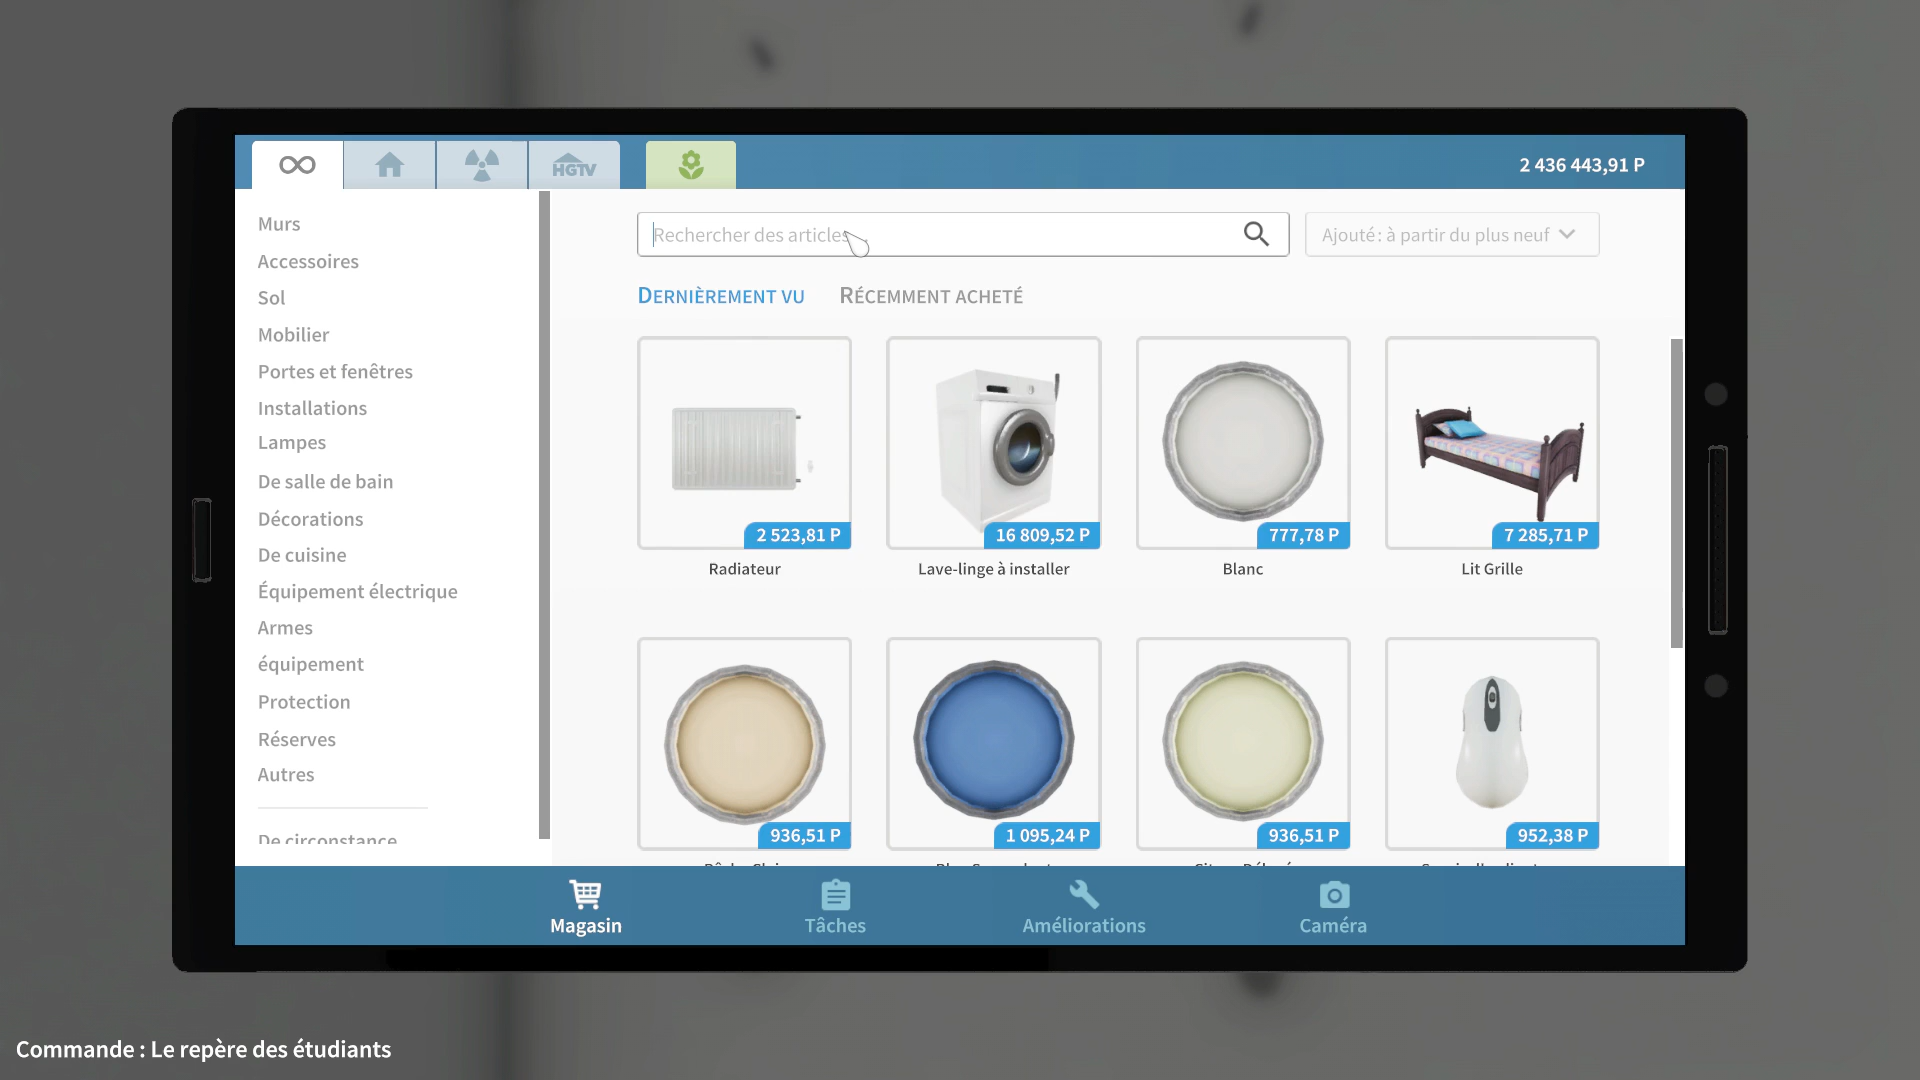 HGTV
2 436 443,91 P
Murs
Accessoires
Sol
Mobilier
Portes et fenêtres
Installations
Lampes
De salle de bain
Décorations
De cuisine
Équipement électrique
Armes
équipement
Protection
Réserves
Autres
De circonstance
Rechercher des articles
Ajouté : à partir du plus neuf
DERNIÈREMENT VU
RÉCEMMENT ACHETÉ
2 523,81 P
16 809,52 P
777,78 P
7 285,71 P
Radiateur
Lave-linge à installer
Blanc
Lit Grille
936,51 P
1 095,24 P
936,51 P
952,38 P
Magasin
Tâches
Améliorations
Caméra
Commande : Le repère des étudiants